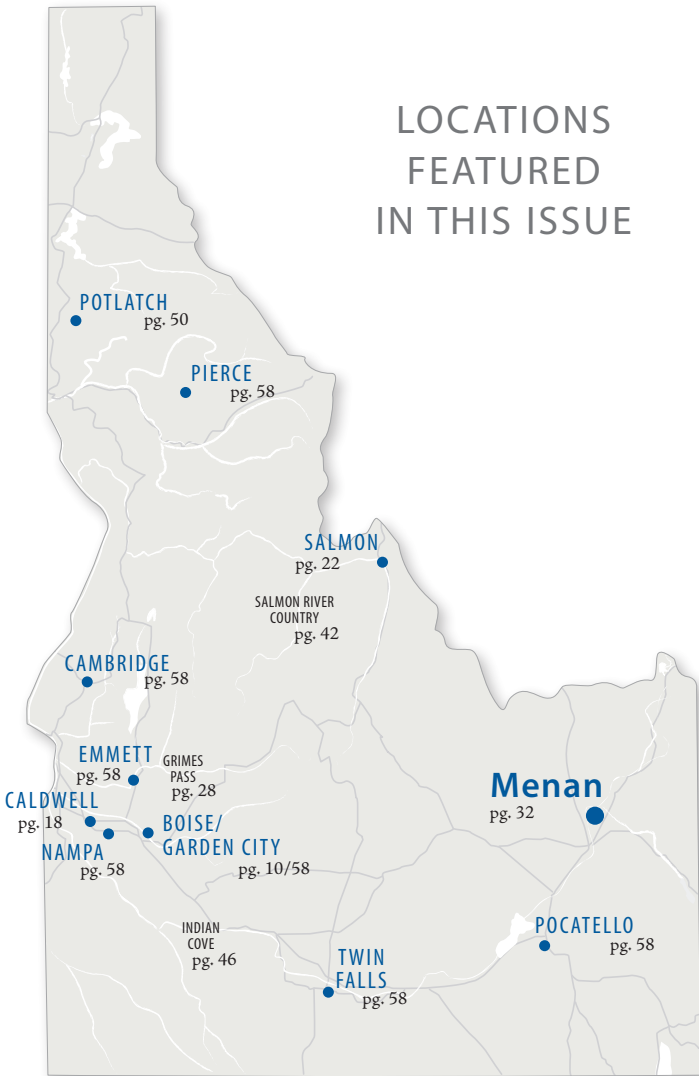 LOCATIONS
FEATURED
IN THIS ISSUE
POTLATCH
pg. 50
PIERCE
pg. 58
SALMON
pg. 22
SALMON RIVER
COUNTRY
pg. 42
CAMBRIDGE
pg. 58
EMMETT
pg. 58
GRIMES
PASS
pg. 28
CALDWELL
pg. 18
NAMPA
pg. 58
BOISE/
GARDEN CITY
pg. 10/58
Menan
pg. 32
INDIAN
COVE
pg. 46
TWIN
FALLS
pg. 58
POCATELLO
pg. 58